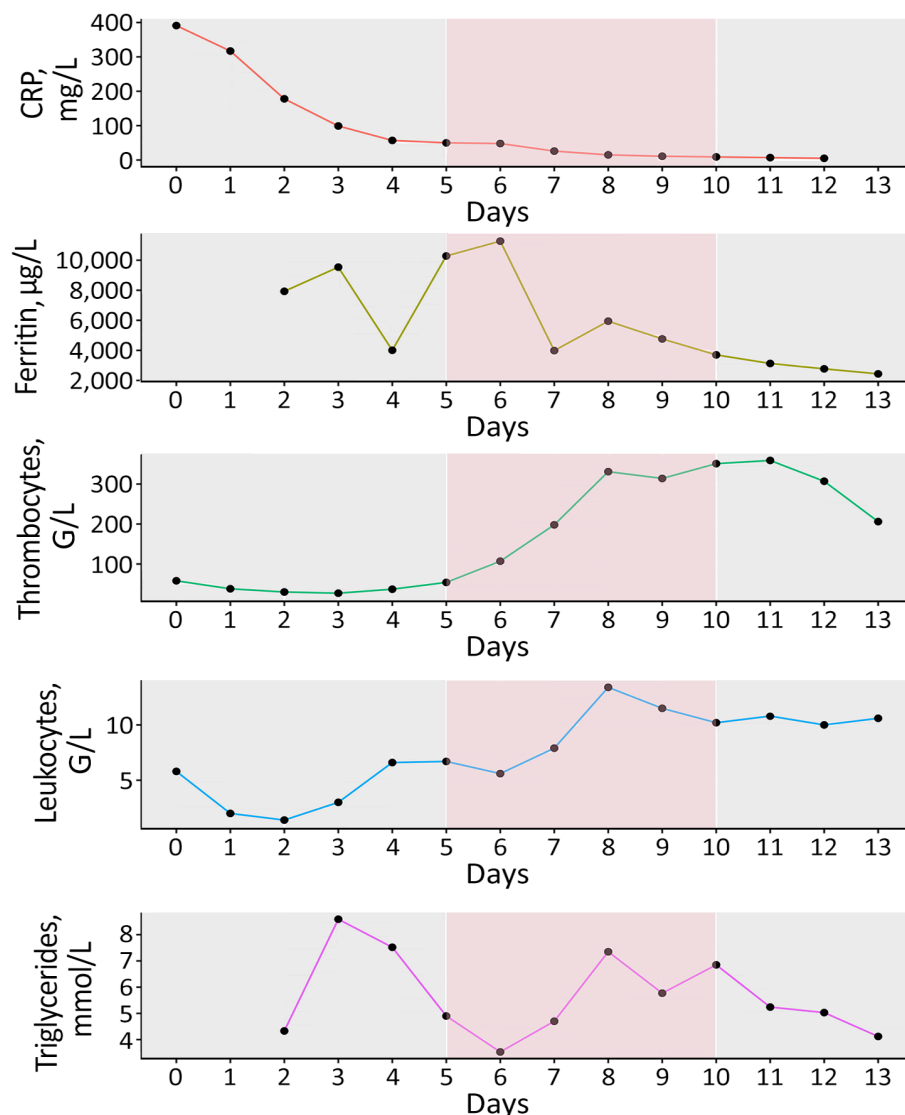 CRP,
mg/L
400
300
200
100
0
0 1 2 3 4 5 6 7 8 9 10 11 12 13
Days
Ferritin, µg/L
10,000
8,000
6,000
4,000
2,000
0 1 2 3 4 5 6 7 8 9 10 11 12 13
Days
Thrombocytes,
G/L
300
200
100
0 1 2 3 4 5 6 7 8 9 10 11 12 13
Days
Leukocytes,
G/L
10
5
0 1 2 3 4 5 6 7 8 9 10 11 12 13
Days
Triglycerides,
mmol/L
8
7
6
5
4
0 1 2 3 4 5 6 7 8 9 10 11 12 13
Days